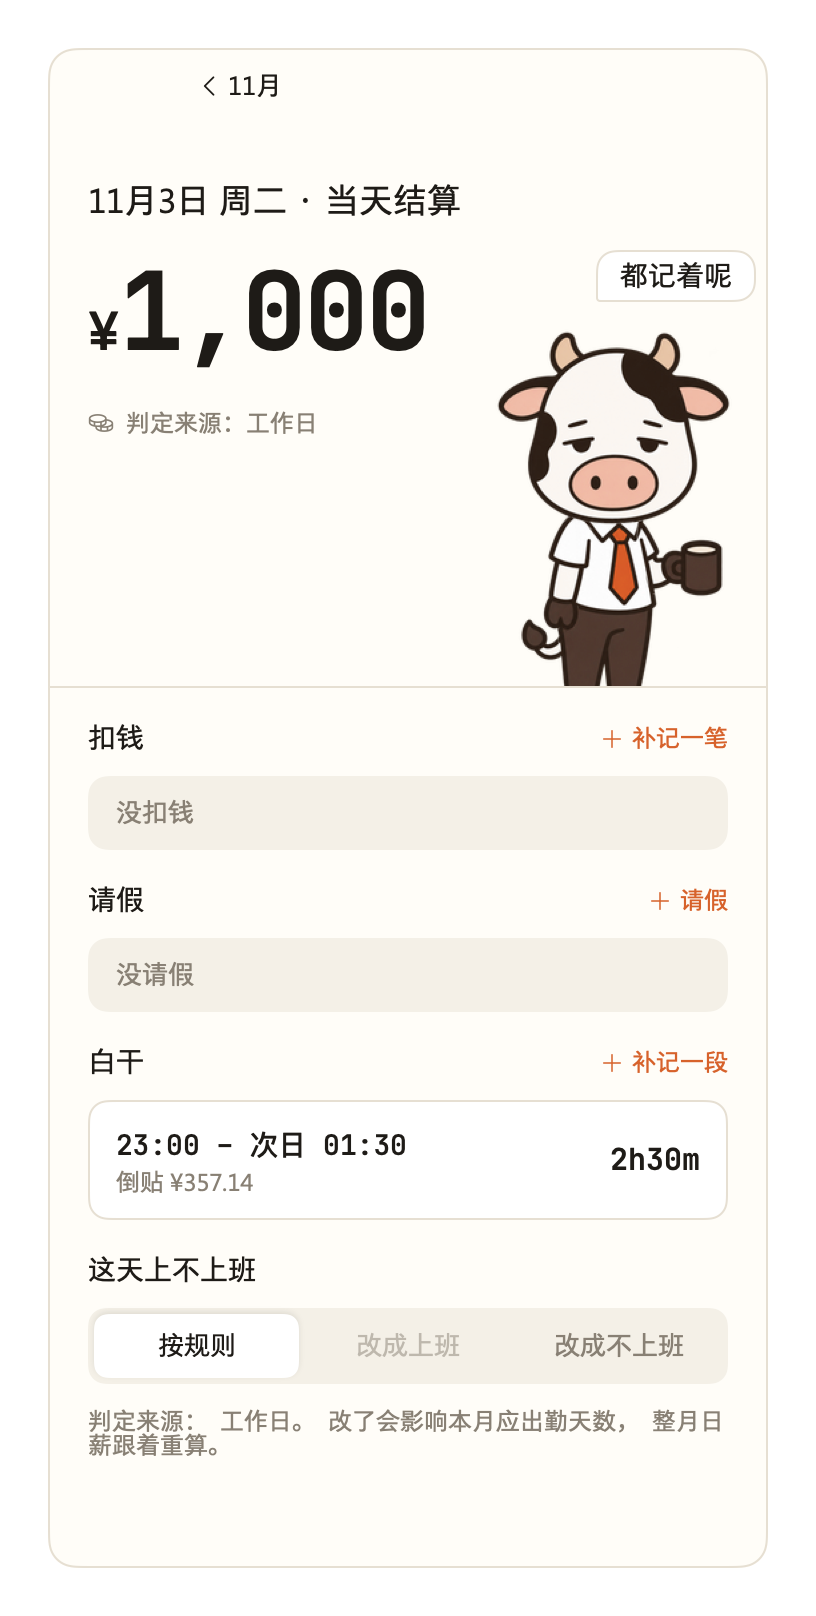 11月
11月3日 周二 · 当天结算
¥1,000
都记着呢
判定来源：工作日
扣钱
+ 补记一笔
没扣钱
请假
+ 请假
没请假
白干
+ 补记一段
23:00 – 次日 01:30
倒贴 ¥357.14
2h30m
这天上不上班
按规则
改成上班
改成不上班
判定来源： 工作日。 改了会影响本月应出勤天数， 整月日
薪跟着重算。